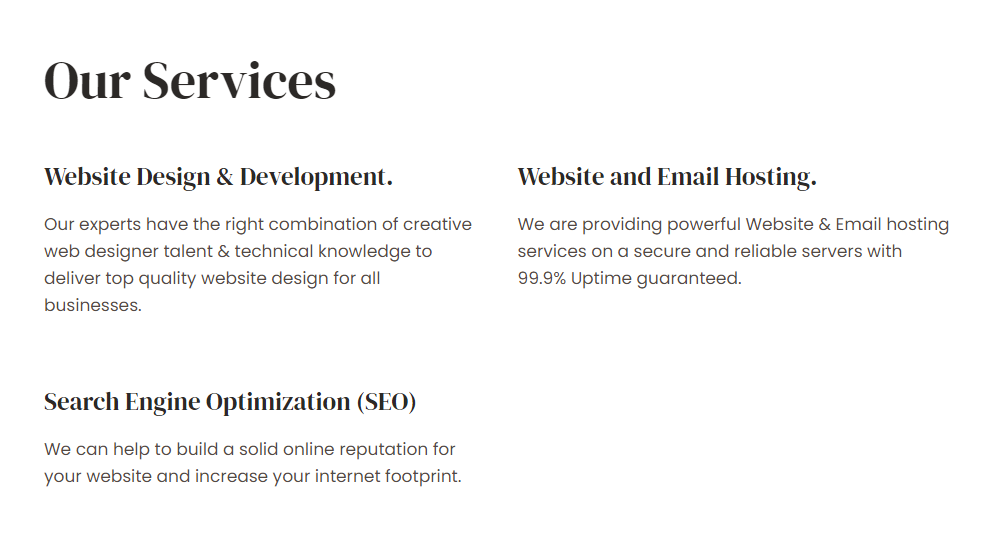 Our Services
Website Design & Development.
Our experts have the right combination of creative
web designer talent & technical knowledge to
deliver top quality website design for all
businesses.
Website and Email Hosting.
We are providing powerful Website & Email hosting
services on a secure and reliable servers with
99.9% Uptime guaranteed.
Search Engine Optimization (SEO)
We can help to build a solid online reputation for
your website and increase your internet footprint.